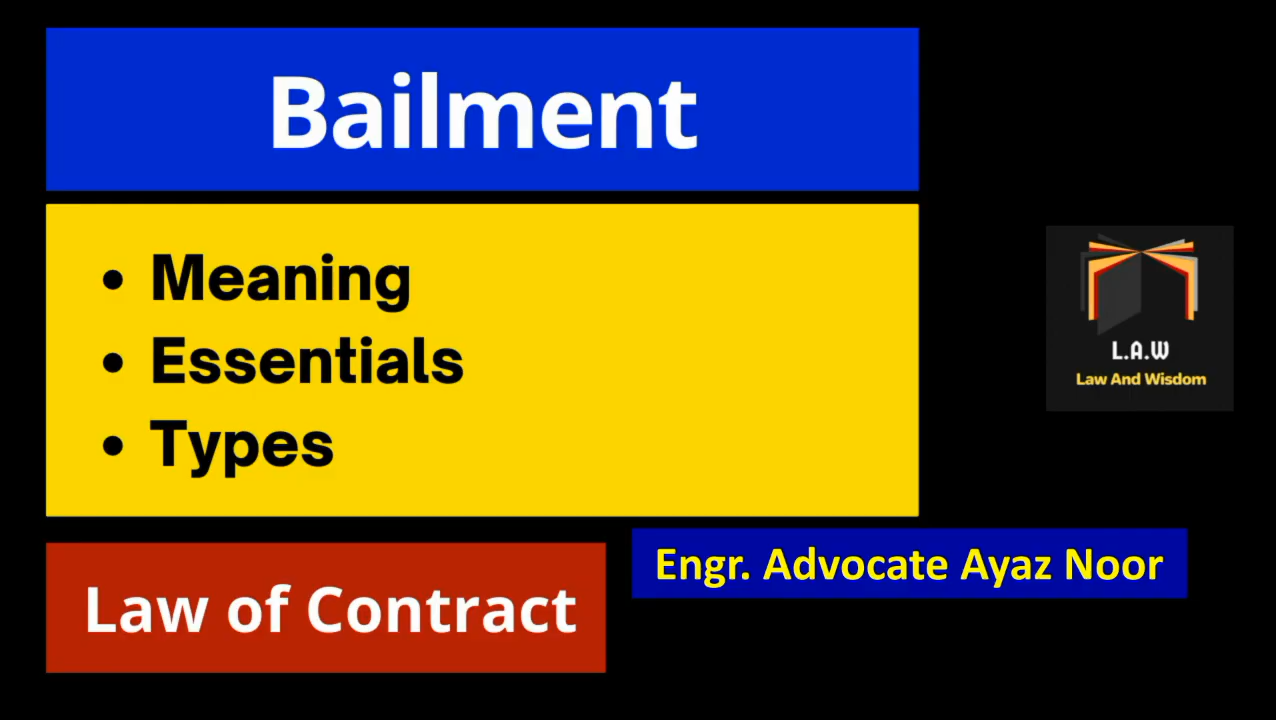 Bailment
• Meaning
• Essentials
• Types
L.A.W
Law And Wisdom
Engr. Advocate Ayaz Noor
Law of Contract